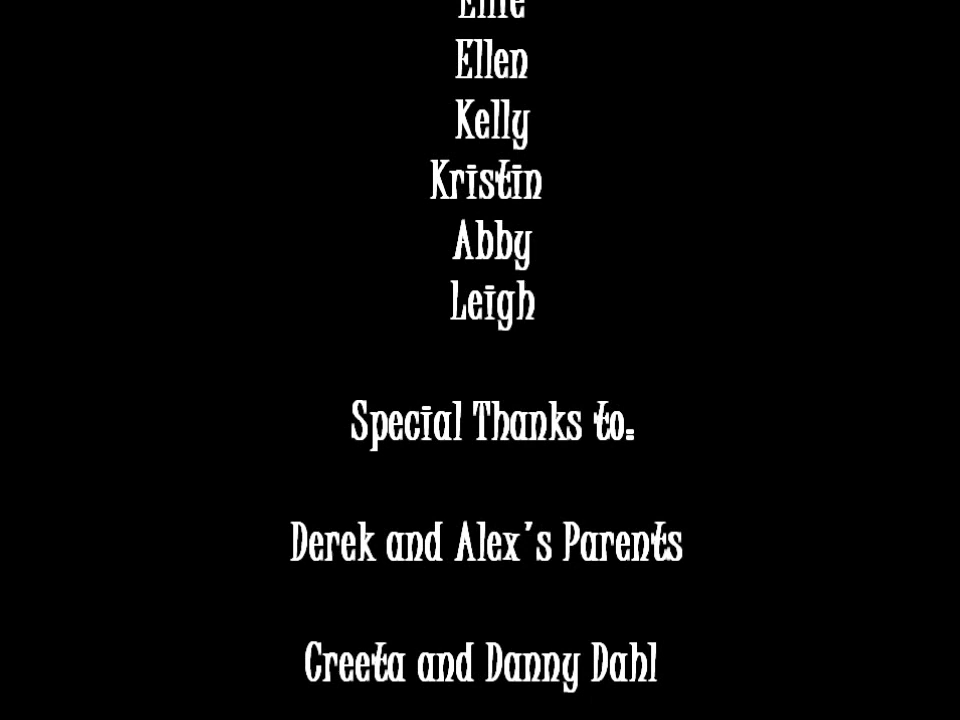 Ellen
Kelly
Kristin
Abby
Leigh
Special Thanks to:
Derek and Alex's Parents
Creeta and Danny Dahl